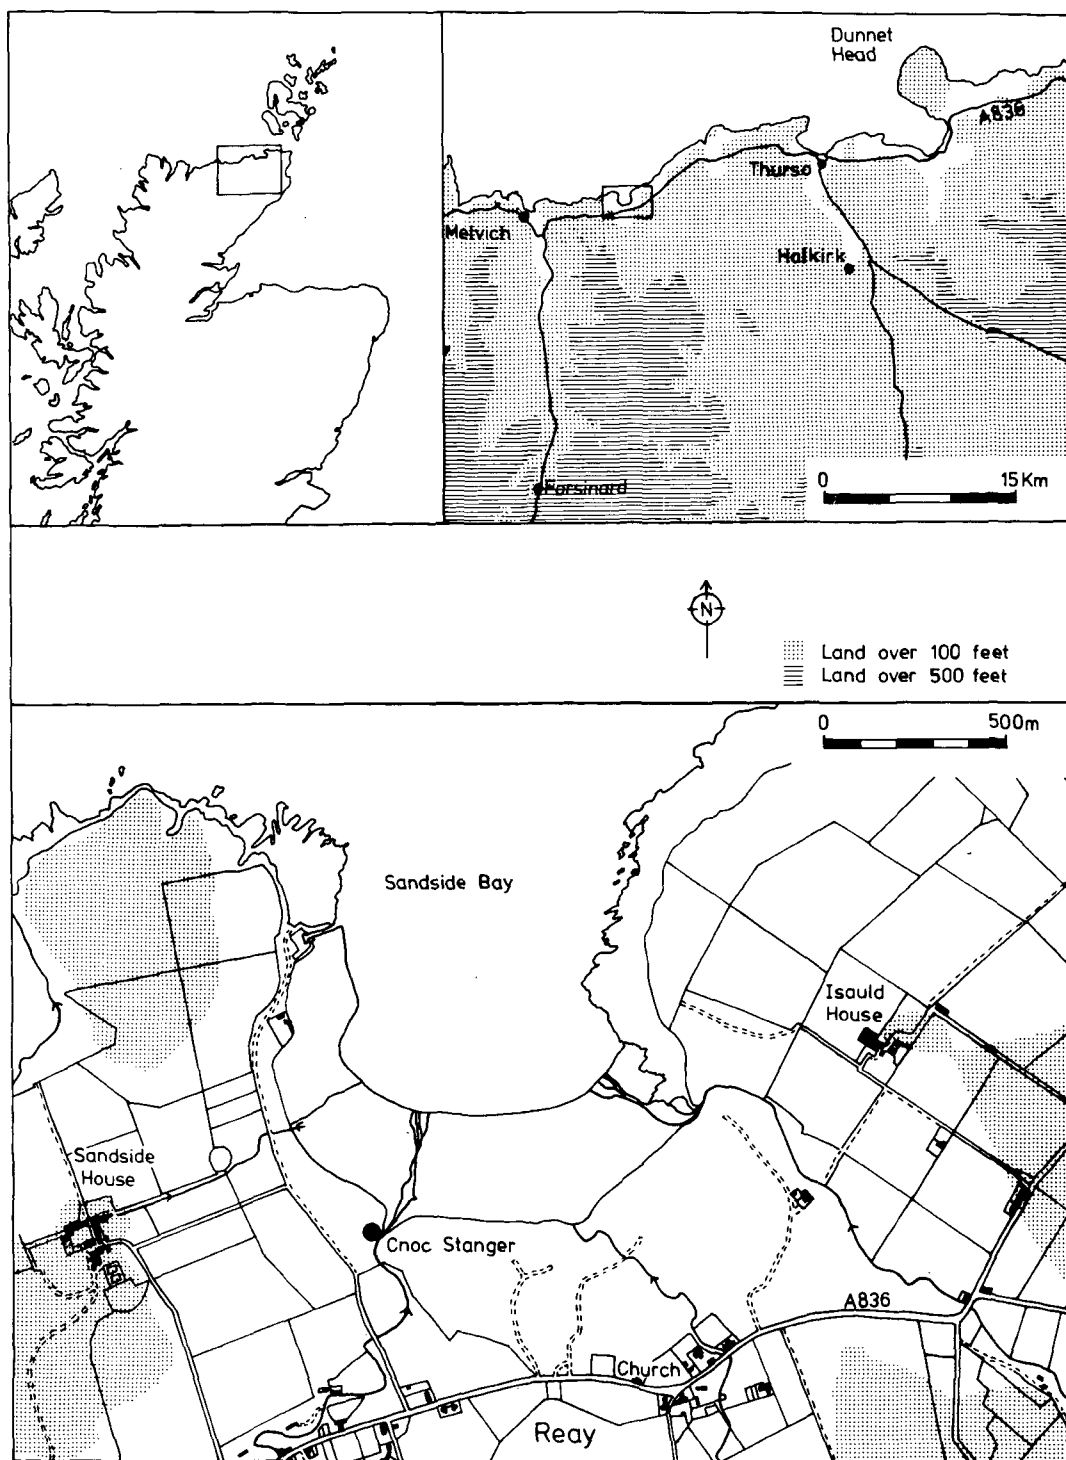 Dunnet
Head
A836
Thurso
Melvich
Halkirk
Forsinard
0 15Km
N
Land over 100 feet
Land over 500 feet
0 500m
Sandside Bay
Isauld
House
Sandside
House
Cnoc Stanger
A836
Church
Reay